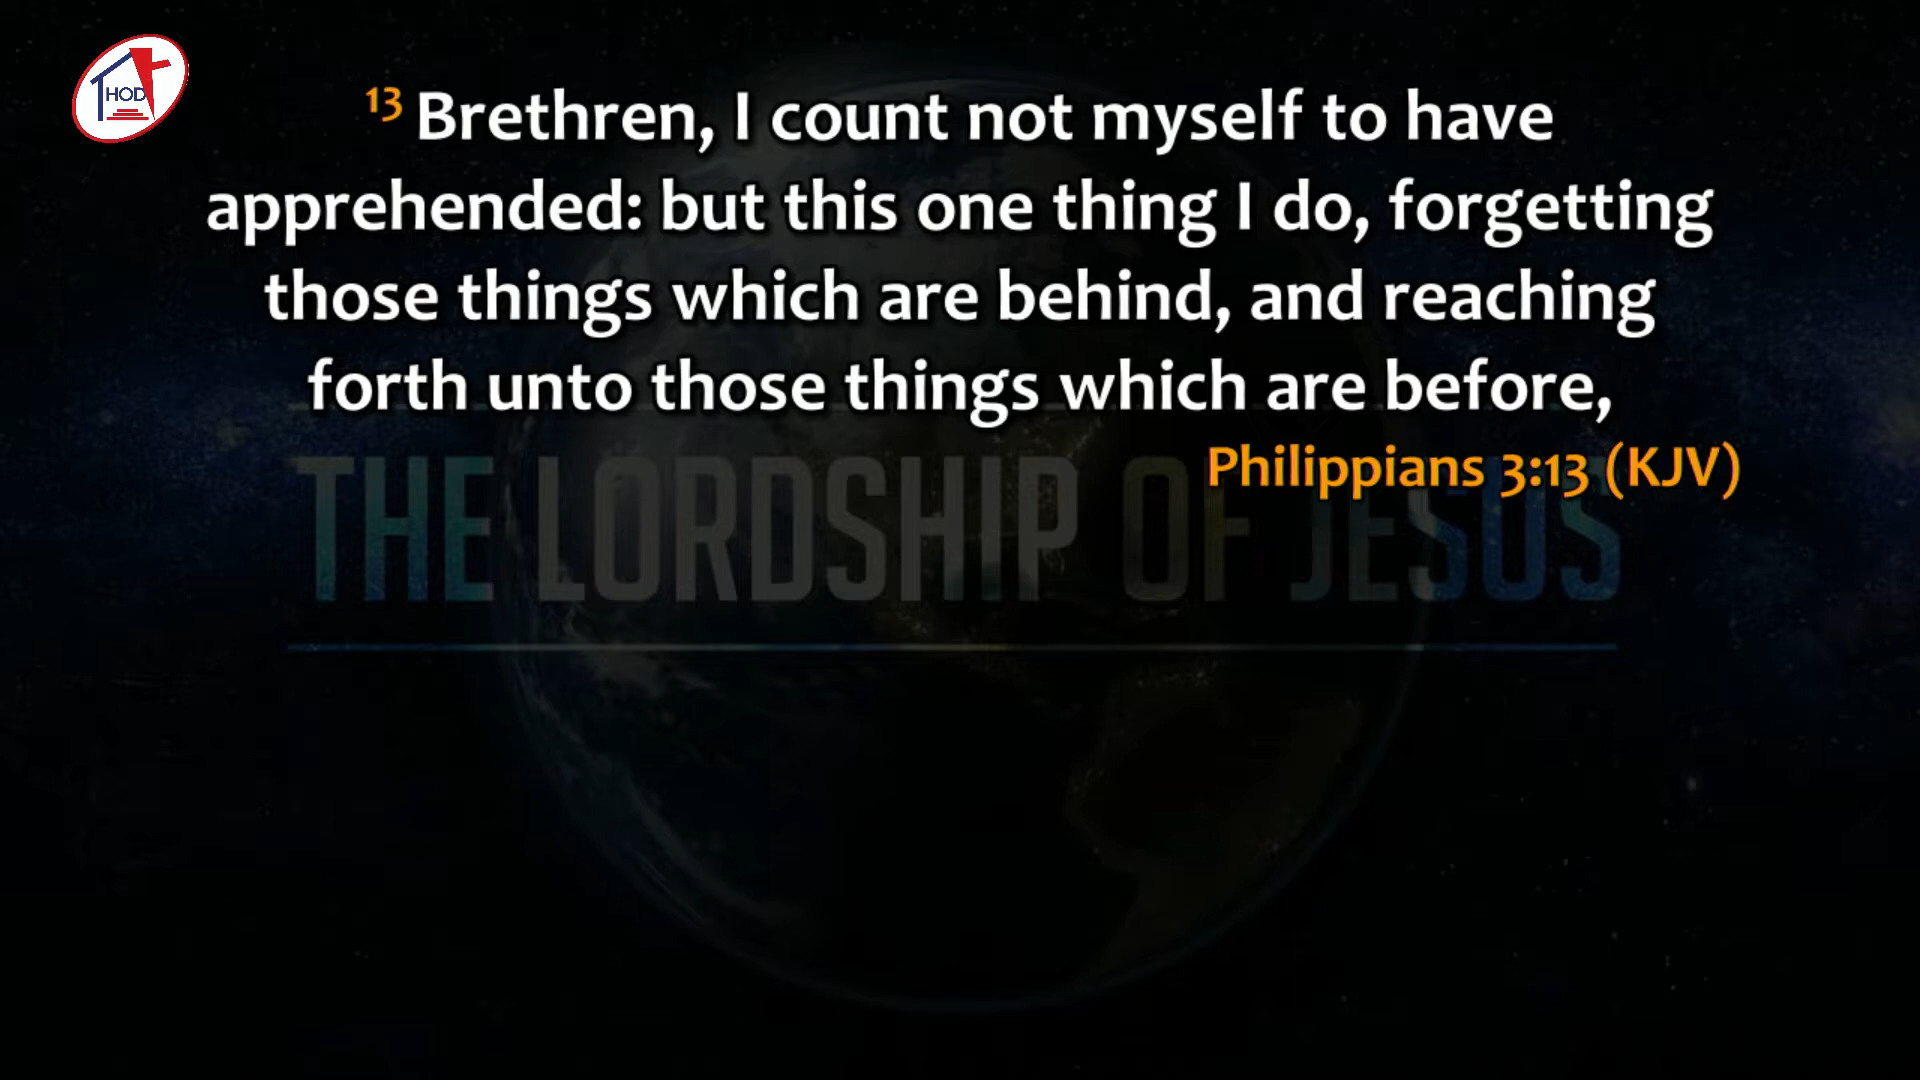 HOD
13 Brethren, I count not myself to have
apprehended: but this one thing I do, forgetting
those things which are behind, and reaching
forth unto those things which are before,
Philippians 3:13 (KJV)
THE LORDSHIP OF JESUS